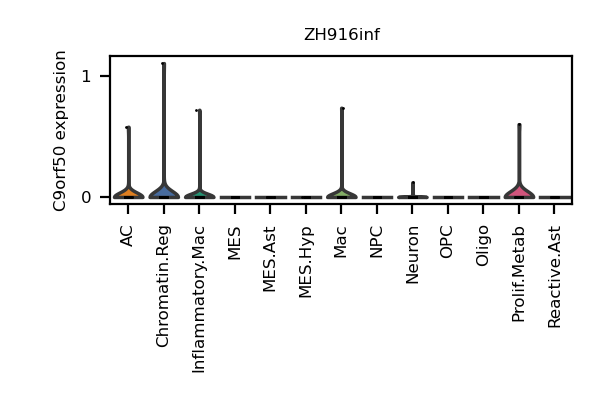 ZH916inf
C9orf50 expression
1
0
AC
Chromatin.Reg
Inflammatory.Mac
MES
MES.Ast
MES.Hyp
Mac
NPC
Neuron
OPC
Oligo
Prolif.Metab
Reactive.Ast